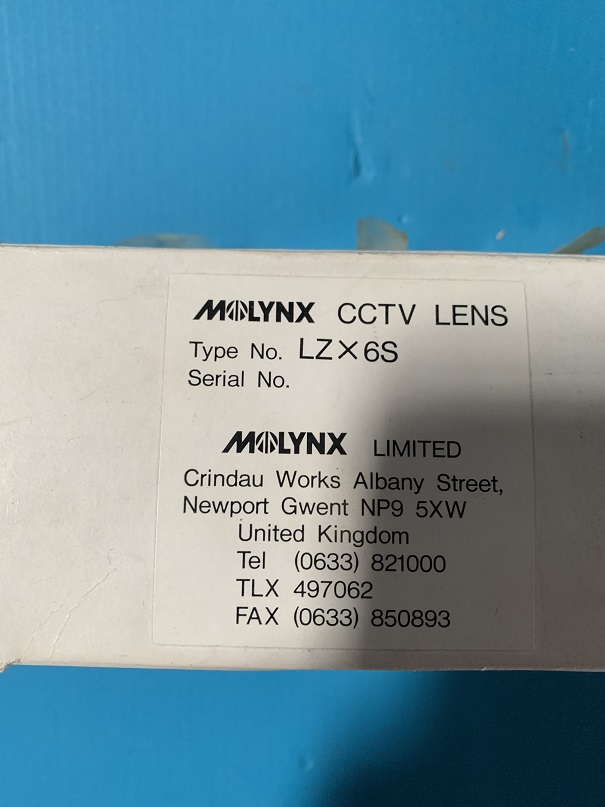 MOLYNX CCTV LENS
Type No. LZX6S
Serial No.
MOLYNX LIMITED
Crindau Works Albany Street,
Newport Gwent NP9 5XW
United Kingdom
Tel (0633) 821000
TLX 497062
FAX (0633) 850893